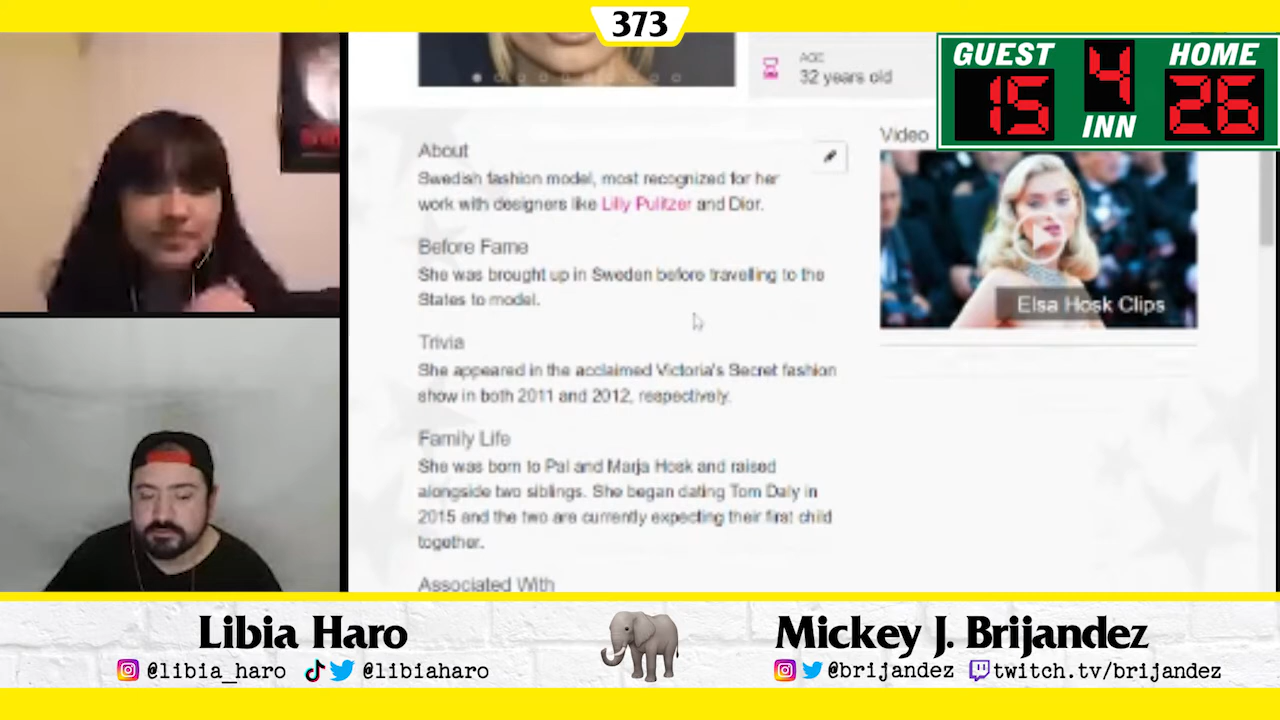 373
GUEST 4 HOME
15 INN 26
AGE
32 years old
Video
About
Swedish fashion model, most recognized for her
work with designers like Lilly Pulitzer and Dior.
Before Fame
She was brought up in Sweden before travelling to the
States to model.
Elsa Hosk Clips
Trivia
She appeared in the acclaimed Victoria's Secret fashion
show in both 2011 and 2012, respectively.
Family Life
She was born to Pal and Marja Hosk and raised
alongside two siblings. She began dating Tom Daly in
2015 and the two are currently expecting their first child
together.
Associated With
Libia Haro
@libia_haro @libiaharo
Mickey J. Brijandez
@brijandez twitch.tv/brijandez